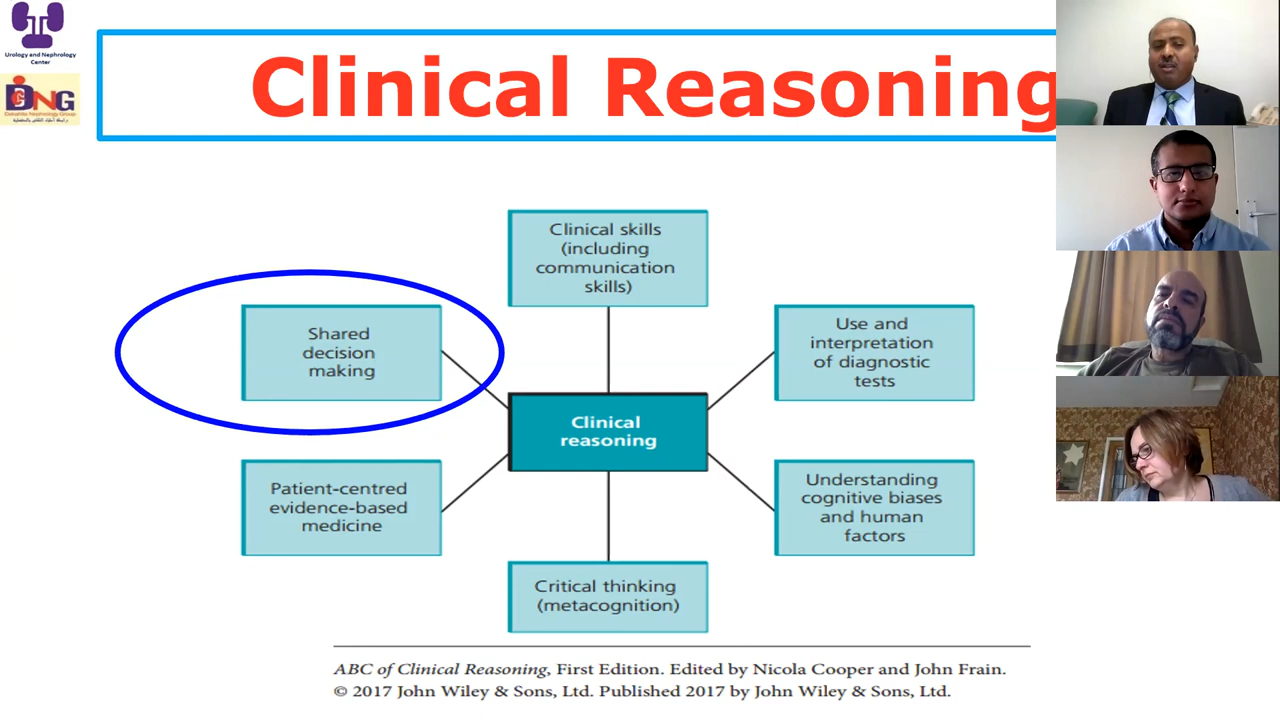 Urology and Nephrology
Center
DNG
Dakahlia Nephrology Group
Clinical Reasoning
Clinical skills
(including
communication
skills)
Shared
decision
making
Use and
interpretation
of diagnostic
tests
Clinical
reasoning
Patient-centred
evidence-based
medicine
Understanding
cognitive biases
and human
factors
Critical thinking
(metacognition)
ABC of Clinical Reasoning, First Edition. Edited by Nicola Cooper and John Frain.
© 2017 John Wiley & Sons, Ltd. Published 2017 by John Wiley & Sons, Ltd.